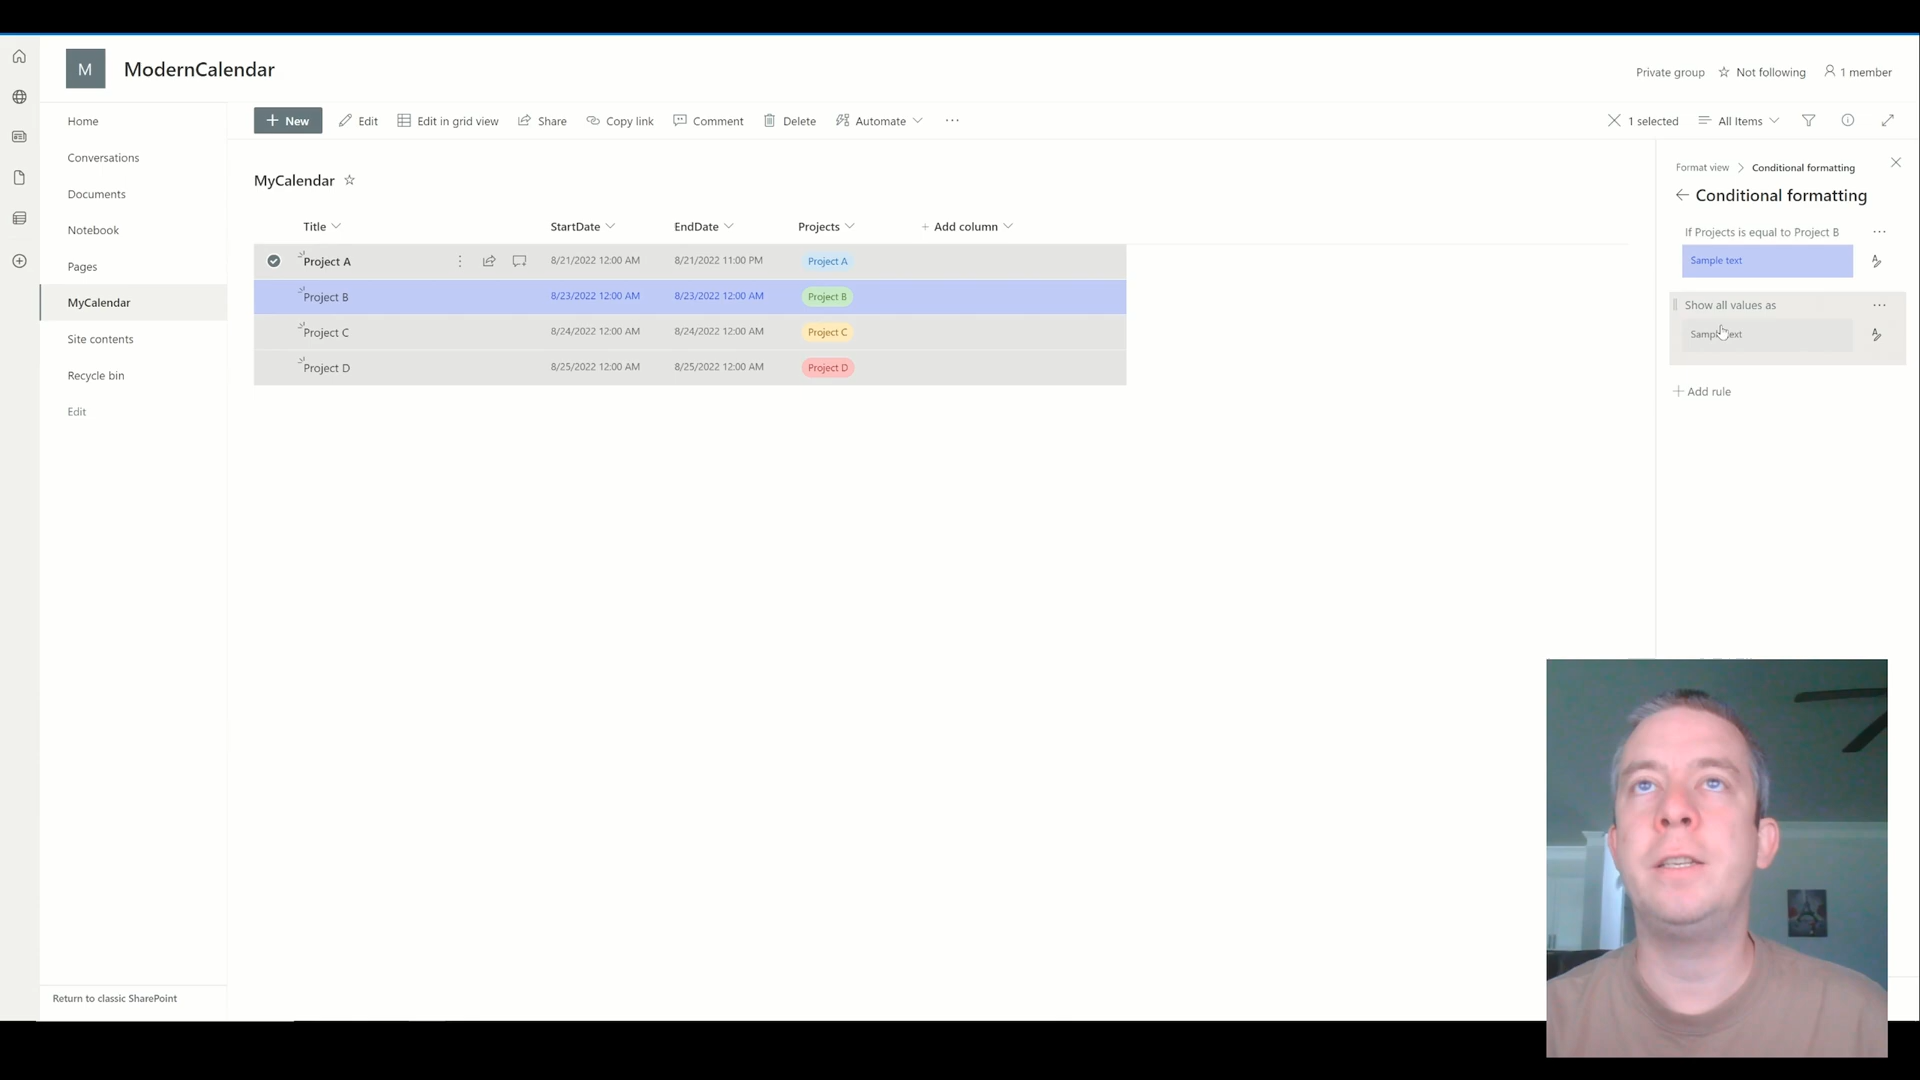 M
ModernCalendar
Private group
Not following
1 member
+ New
Edit
Edit in grid view
Share
Copy link
Comment
Delete
Automate
...
1 selected
All Items
Home
Conversations
Documents
Notebook
Pages
MyCalendar
Site contents
Recycle bin
Edit
Return to classic SharePoint
MyCalendar
Title StartDate EndDate Projects + Add column
Project A 8/21/2022 12:00 AM 8/21/2022 11:00 PM Project A
Project B 8/23/2022 12:00 AM 8/23/2022 12:00 AM Project B
Project C 8/24/2022 12:00 AM 8/24/2022 12:00 AM Project C
Project D 8/25/2022 12:00 AM 8/25/2022 12:00 AM Project D
Format view > Conditional formatting
Conditional formatting
If Projects is equal to Project B ...
Sample text
Show all values as ...
Sample text
+ Add rule